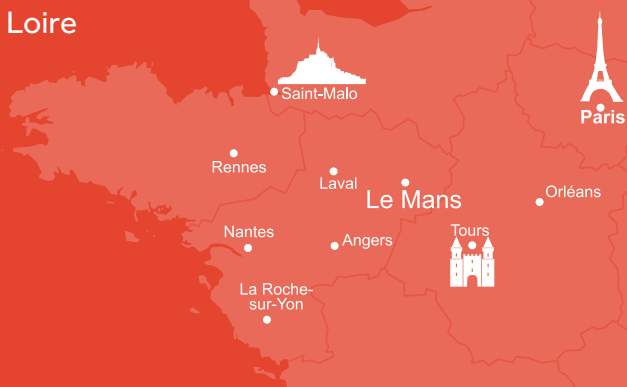 Loire
Saint-Malo
Paris
Rennes
Laval
Le Mans
Orléans
Nantes
Angers
Tours
La Roche-
sur-Yon